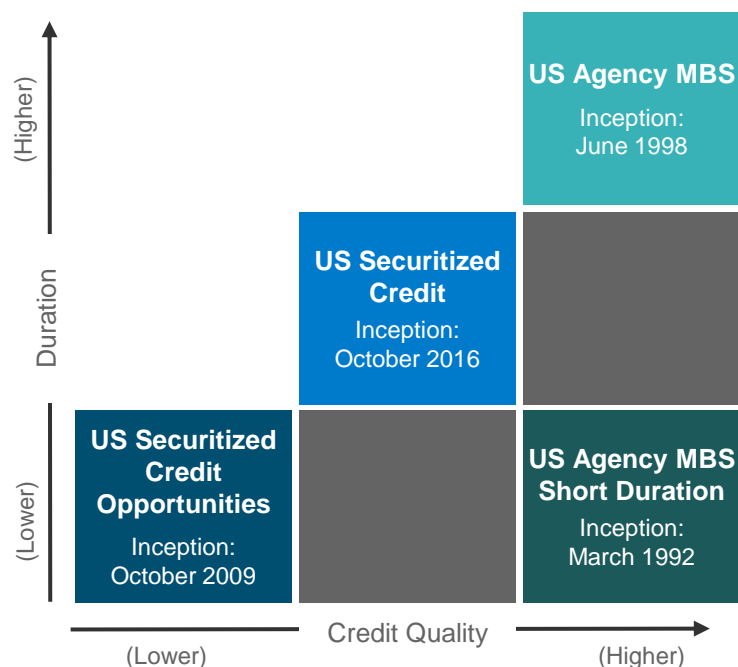 US Agency MBS
Inception:
June 1998
(Higher)
Duration
(Lower)
US Securitized
Credit
Inception:
October 2016
US Securitized
Credit
Opportunities
Inception:
October 2009
US Agency MBS
Short Duration
Inception:
March 1992
Credit Quality
(Lower)
(Higher)